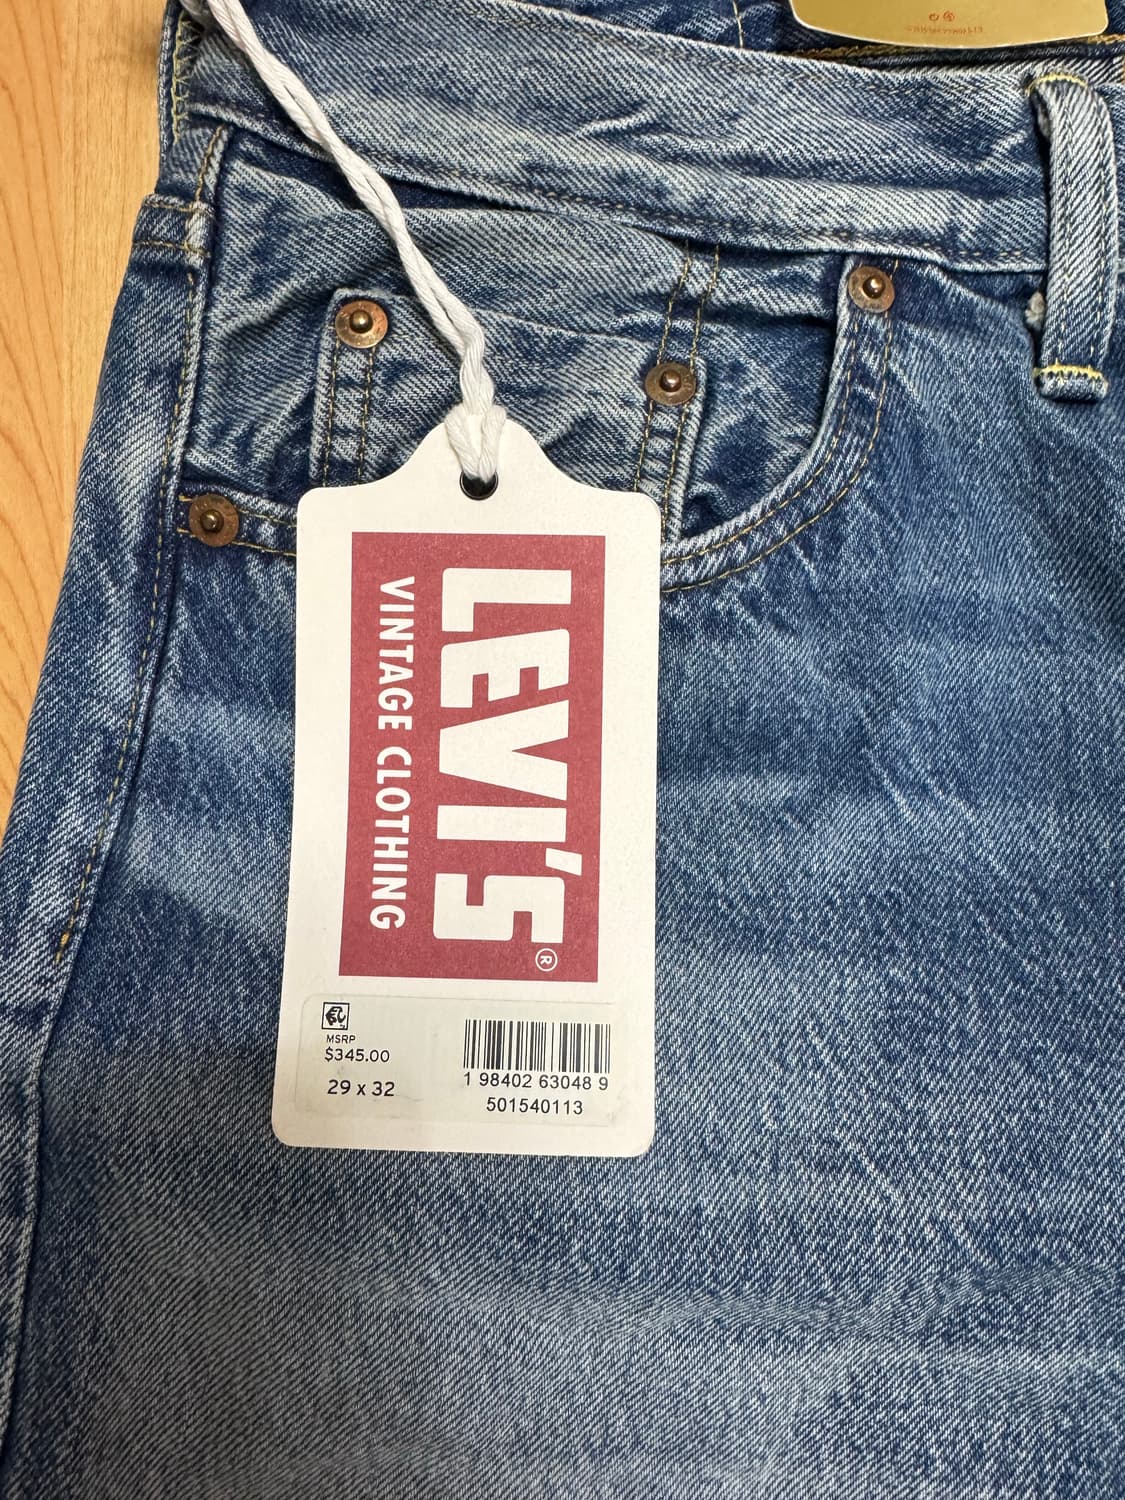 LEVI'S®
VINTAGE CLOTHING
MSRP
$345.00
29 x 32
1 98402 63048 9
501540113